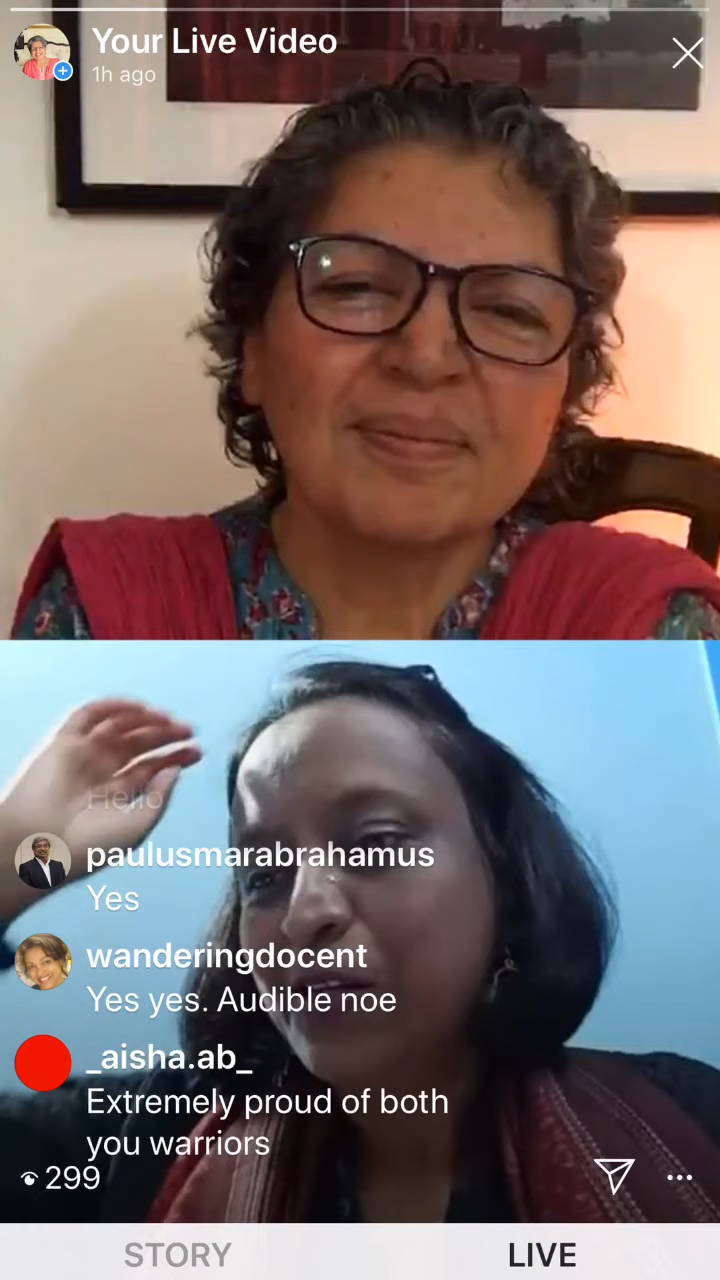 Your Live Video
1h ago
Hello
paulusmarabrahamus
Yes
wanderingdocent
Yes yes. Audible noe
_aisha.ab_
Extremely proud of both
you warriors
299
STORY
LIVE